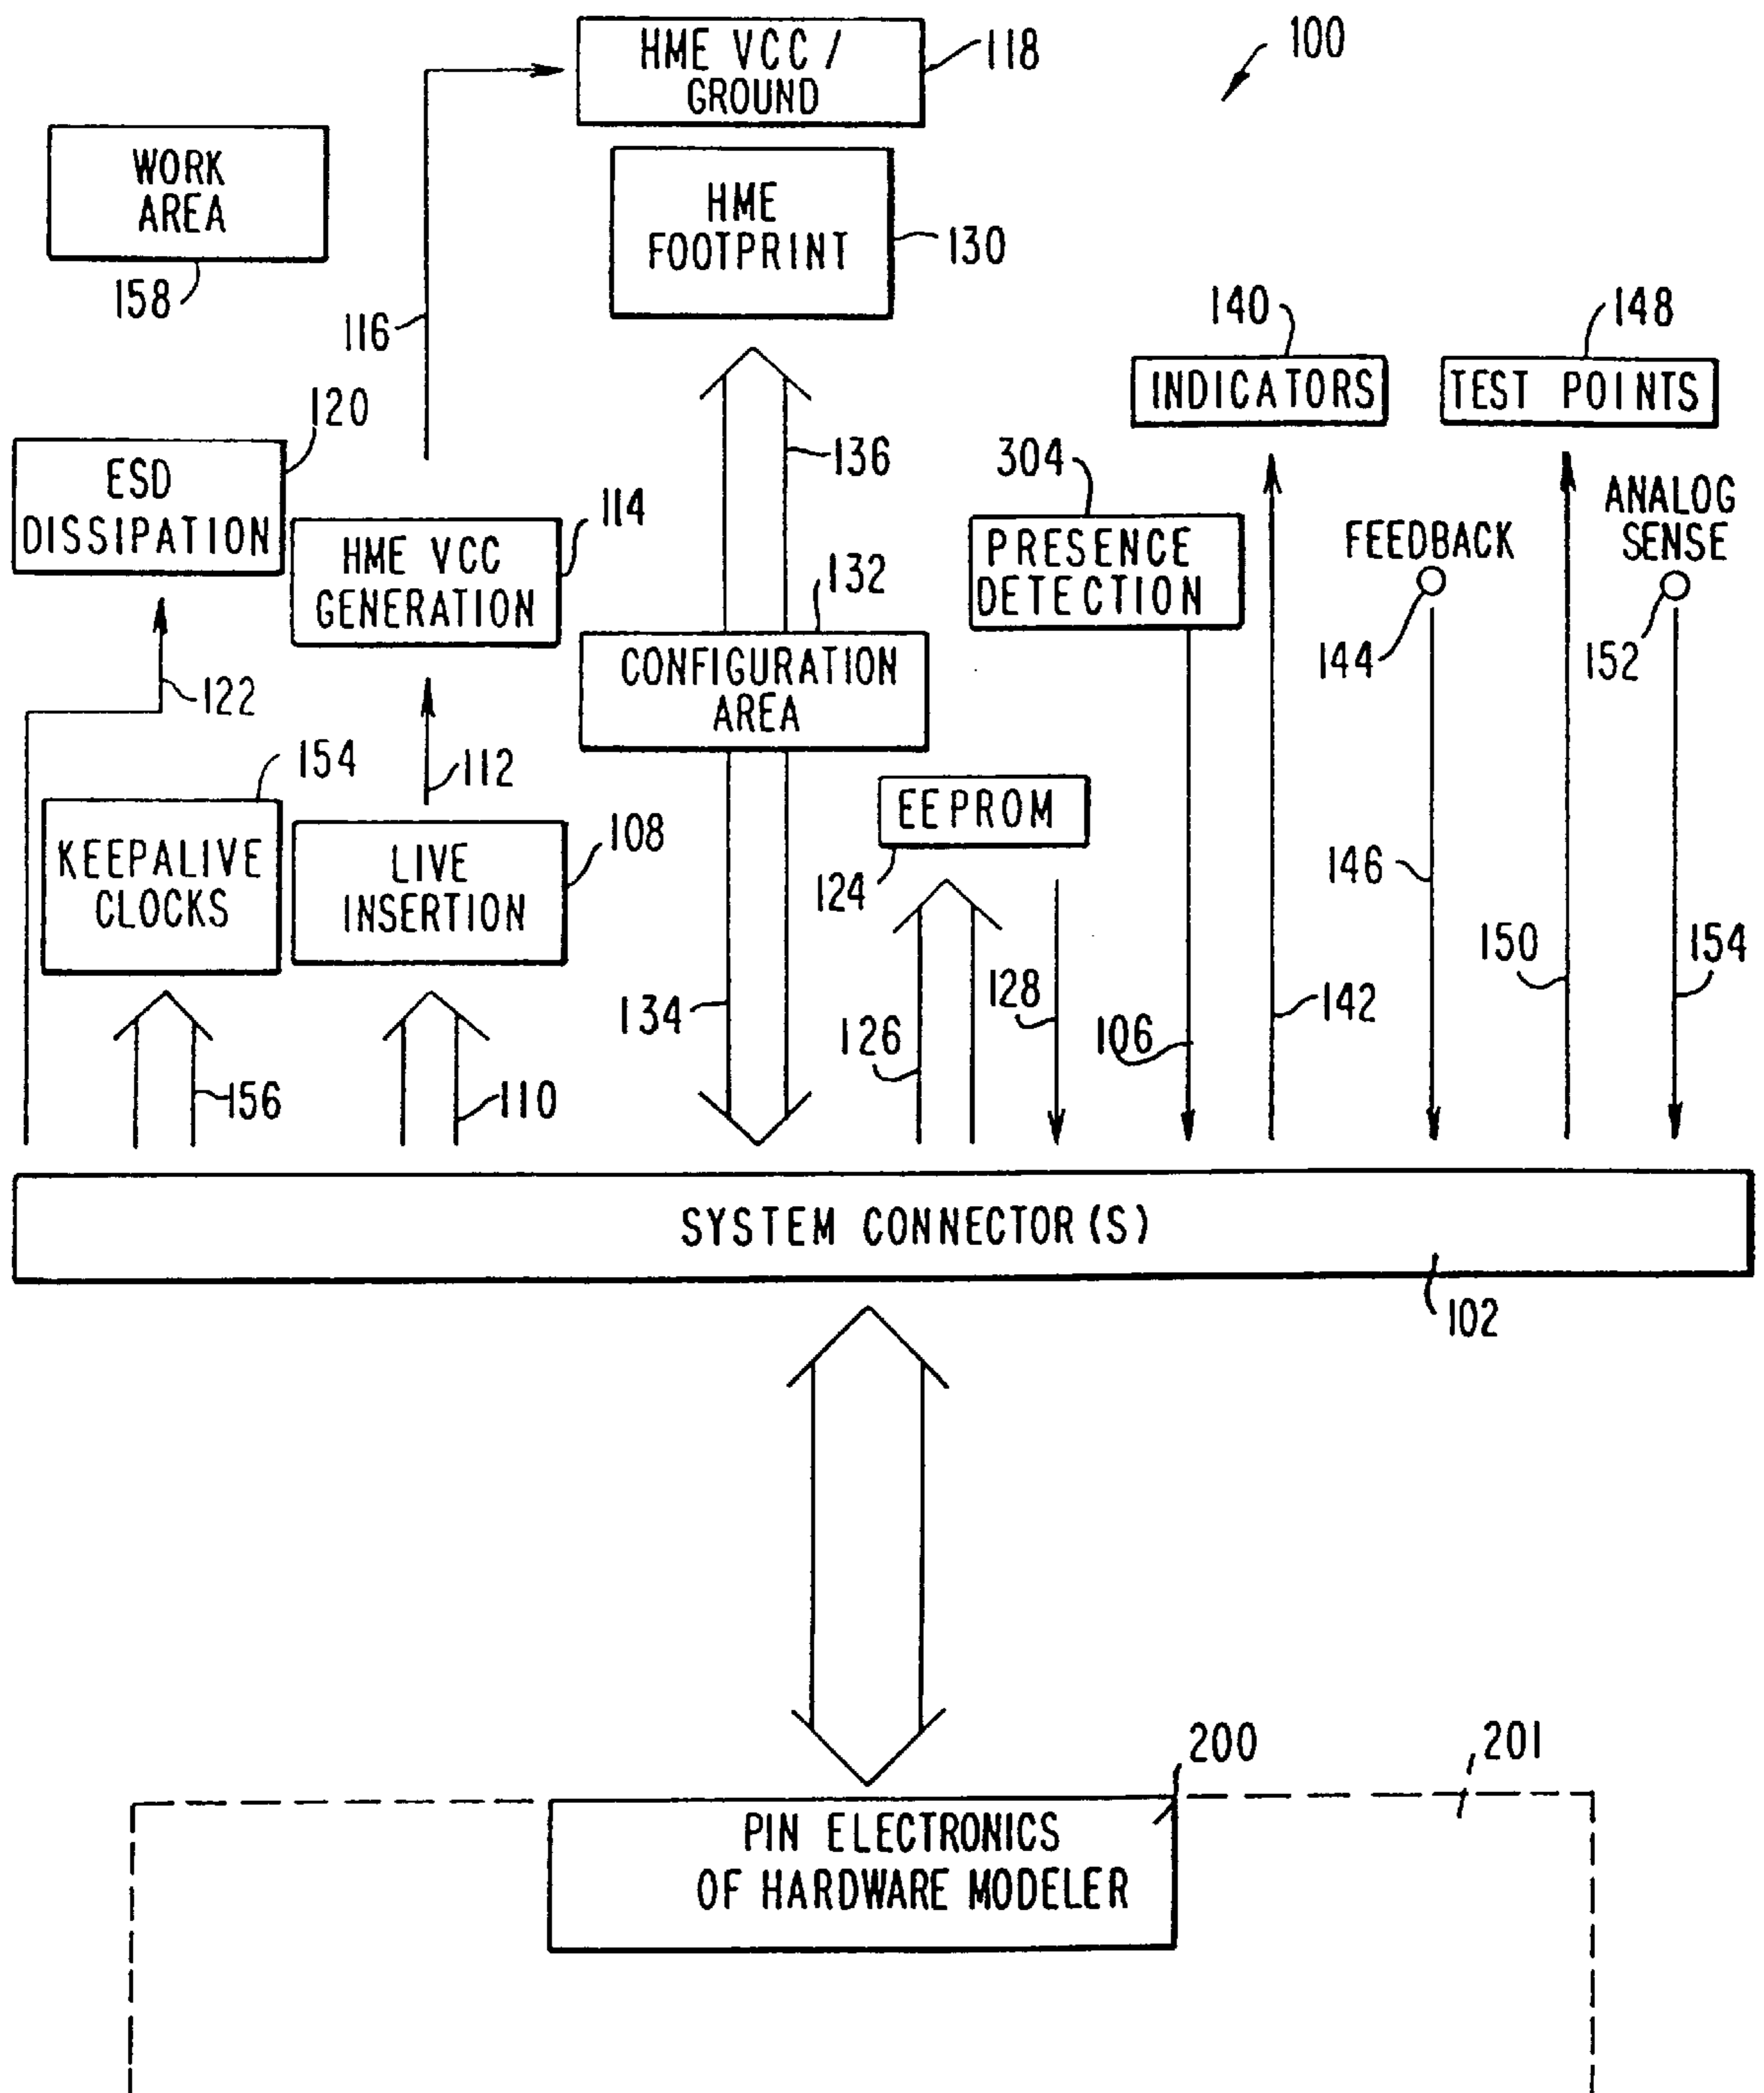 100
HME VCC /
GROUND
118
WORK
AREA
158
HME
FOOTPRINT
130
116
140
148
INDICATORS
TEST POINTS
120
ESD
DISSIPATION
136
304
PRESENCE
DETECTION
FEEDBACK
144
ANALOG
SENSE
152
HME VCC
GENERATION
114
132
CONFIGURATION
AREA
122
112
154
KEEPALIVE
CLOCKS
LIVE
INSERTION
108
EEPROM
124
146
134
126
128
106
142
150
154
156
110
SYSTEM CONNECTOR(S)
102
200
201
PIN ELECTRONICS
OF HARDWARE MODELER